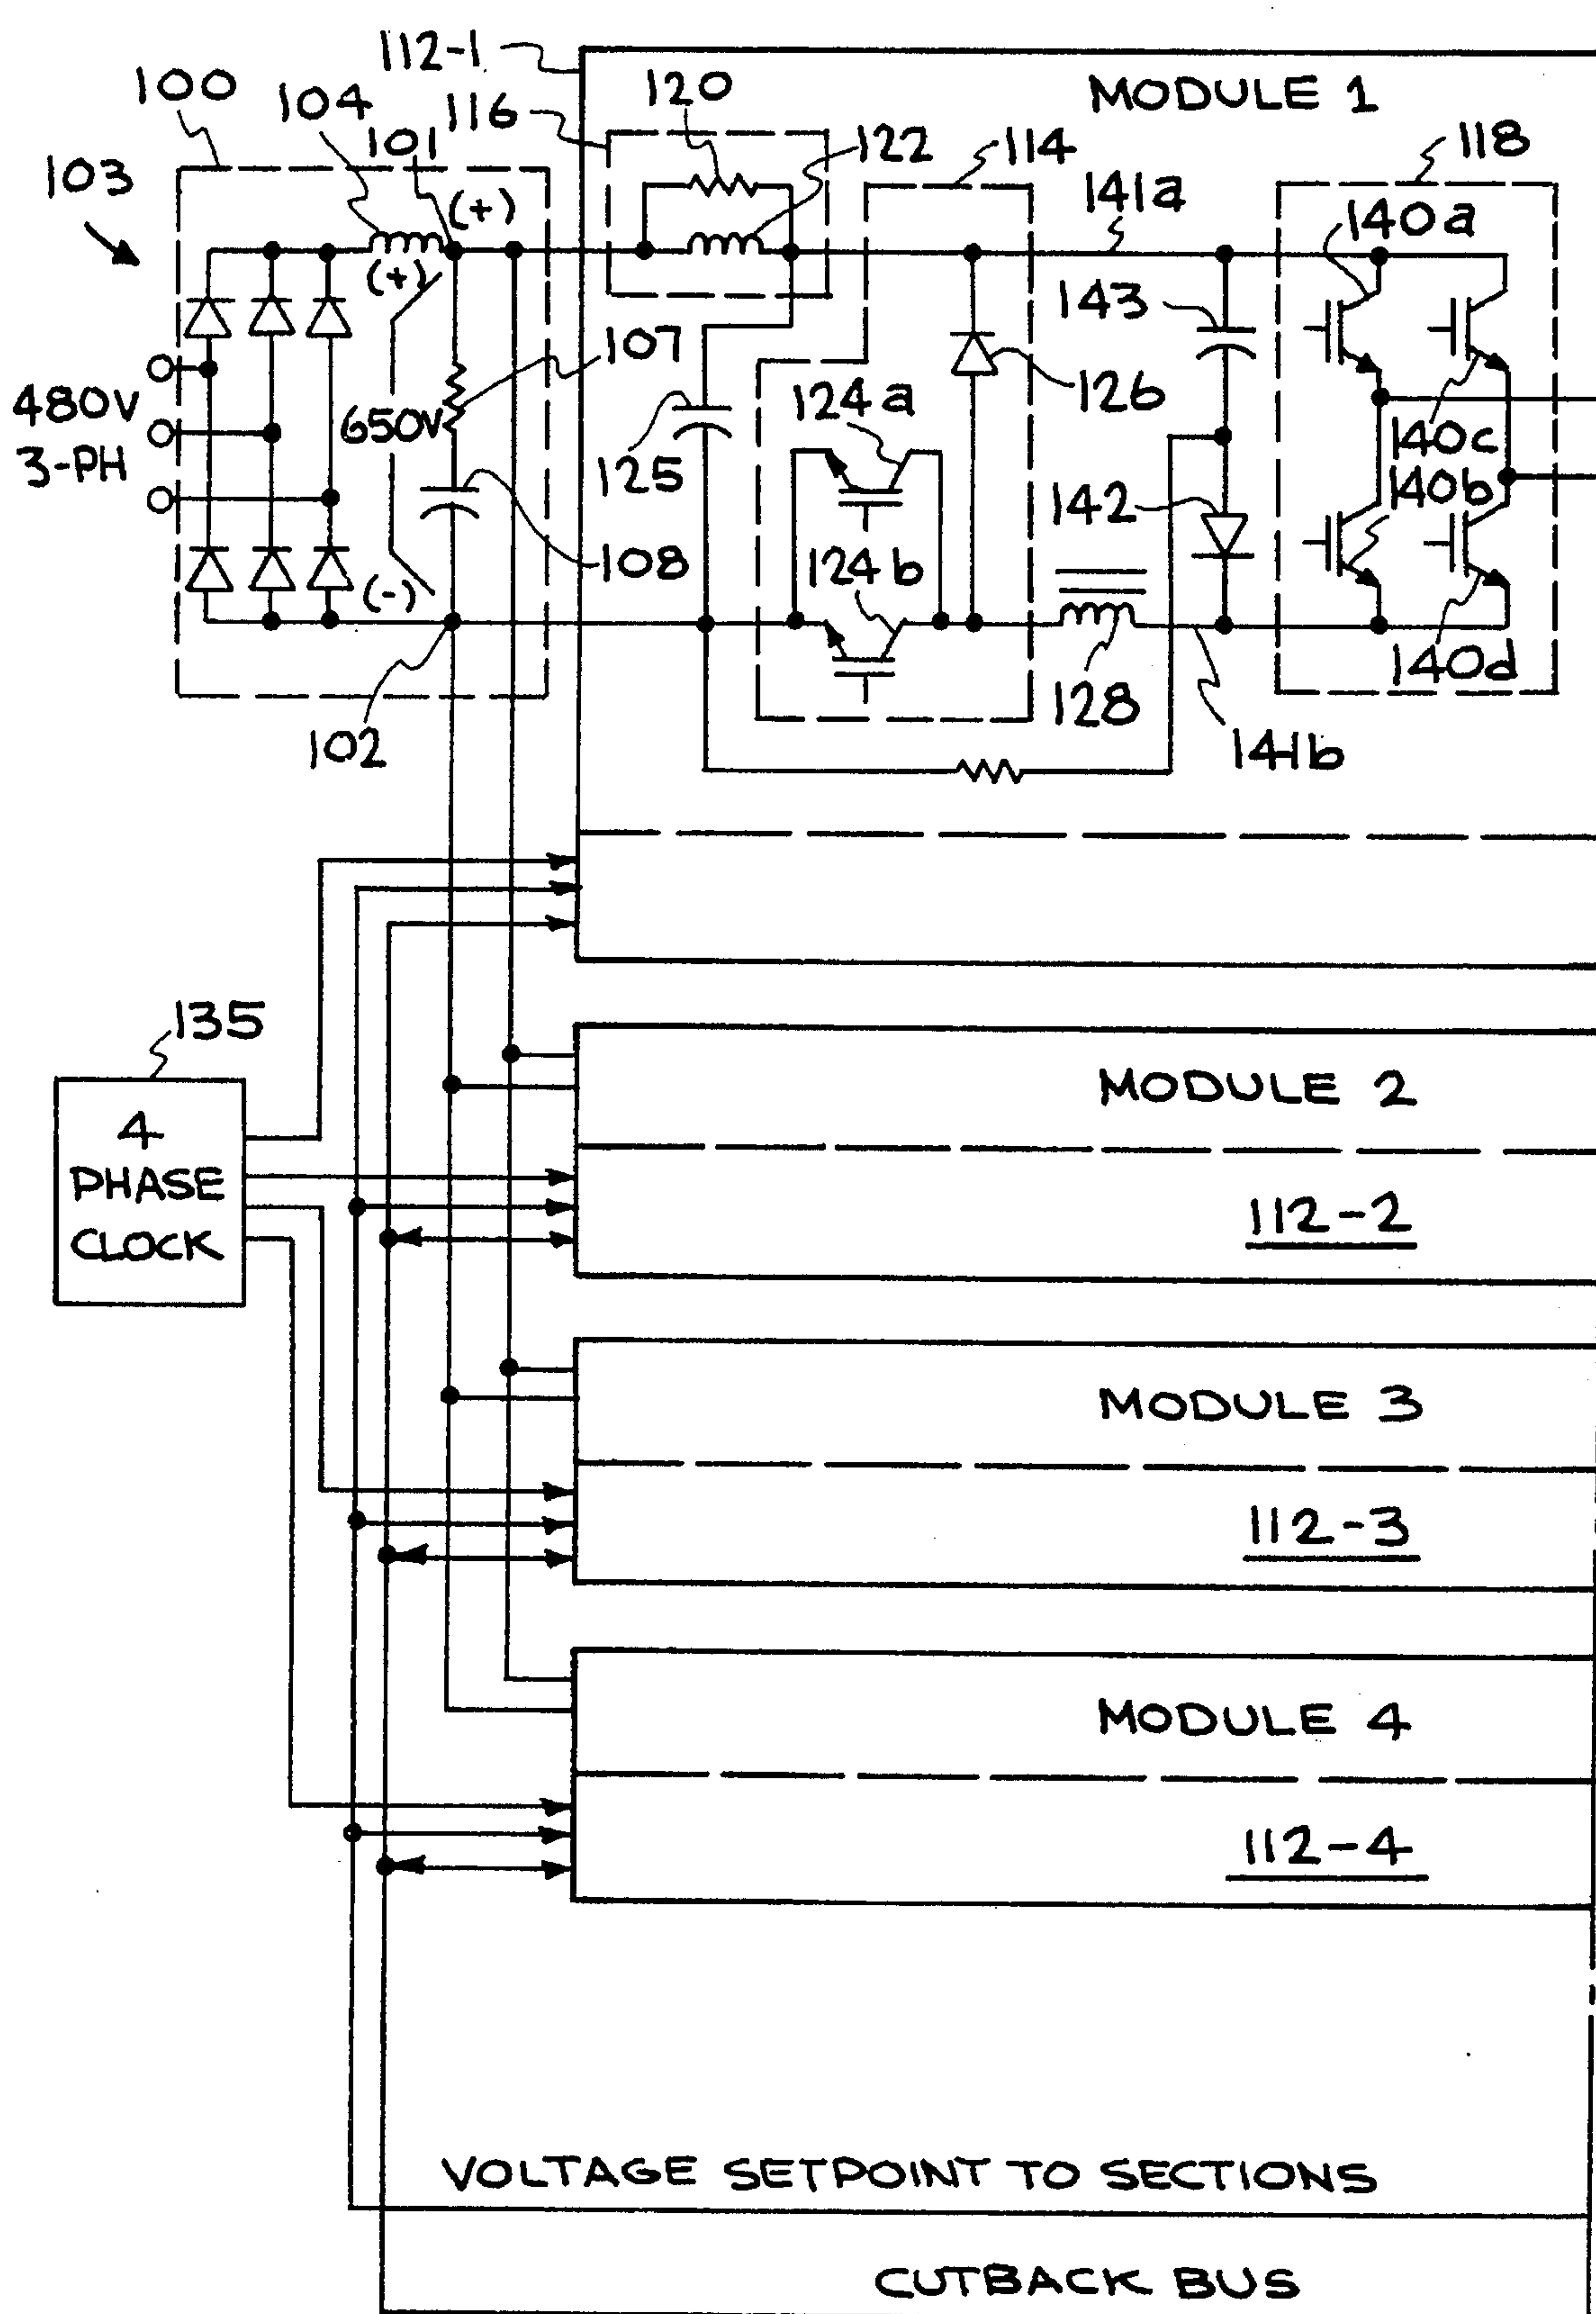 112-1
MODULE 1
100
104
101
116
120
122
114
118
103
(+)
141a
140a
(+)
143
107
126
480V
3-PH
650V
124a
125
140c
140b
142
108
124b
(-)
128
140d
102
141b
135
4
PHASE
CLOCK
MODULE 2
112-2
MODULE 3
112-3
MODULE 4
112-4
VOLTAGE SETPOINT TO SECTIONS
CUTBACK BUS